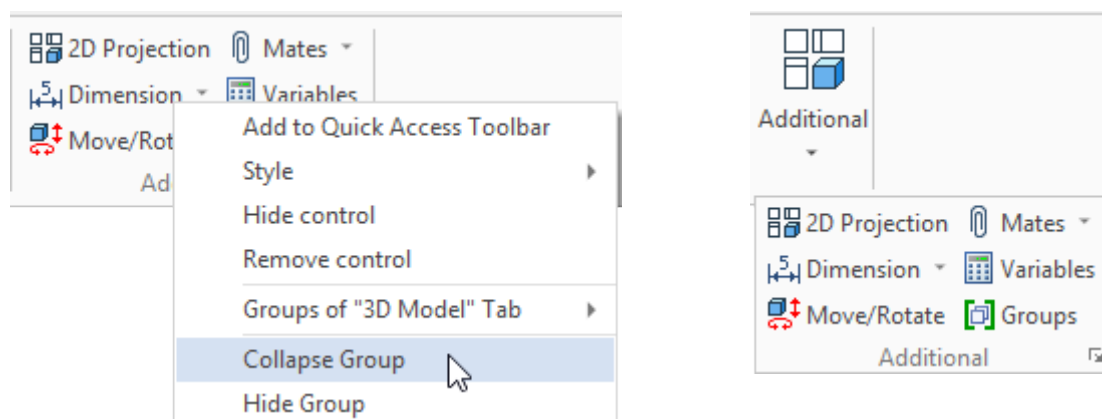 2D Projection Mates
Dimension Variables
Move/Rot
Ad
Add to Quick Access Toolbar
Style
Hide control
Remove control
Groups of "3D Model" Tab
Collapse Group
Hide Group
Additional
2D Projection Mates
Dimension Variables
Move/Rotate Groups
Additional